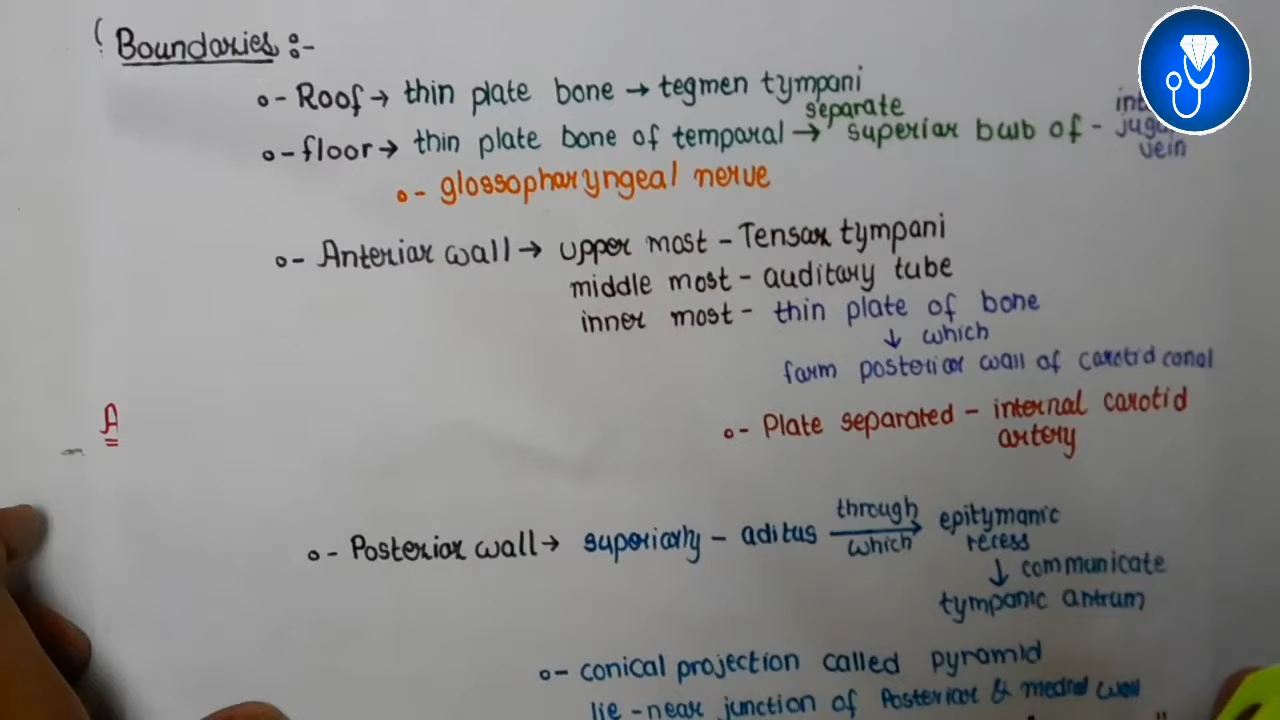 Boundaries :-
o- Roof → thin plate bone → tegmen tympani
separate
o- floor → thin plate bone of temporal → superior bulb of -
vein
o- glossopharyngeal nerve
o- Anterior wall → upper most - Tensor tympani
middle most - auditary tube
inner most - thin plate of bone
↓ which
form posterior wall of carotid canal
A
o- Plate separated - internal carotid
artery
through
o- Posterior wall → superiorly - aditus → epitymanic
which recess
↓ communicate
tympanic antrum
o- conical projection called pyramid
lie - near junction of Posterior & medial wall